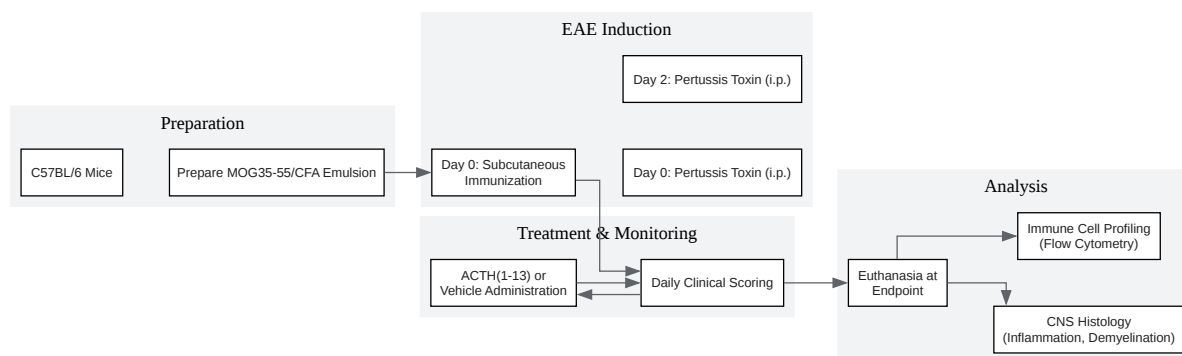 EAE Induction
Day 2: Pertussis Toxin (i.p.)
Preparation
C57BL/6 Mice
Prepare MOG35-55/CFA Emulsion
Day 0: Subcutaneous
Immunization
Day 0: Pertussis Toxin (i.p.)
Treatment & Monitoring
ACTH(1-13) or
Vehicle Administration
Daily Clinical Scoring
Analysis
Euthanasia at
Endpoint
Immune Cell Profiling
(Flow Cytometry)
CNS Histology
(Inflammation, Demyelination)